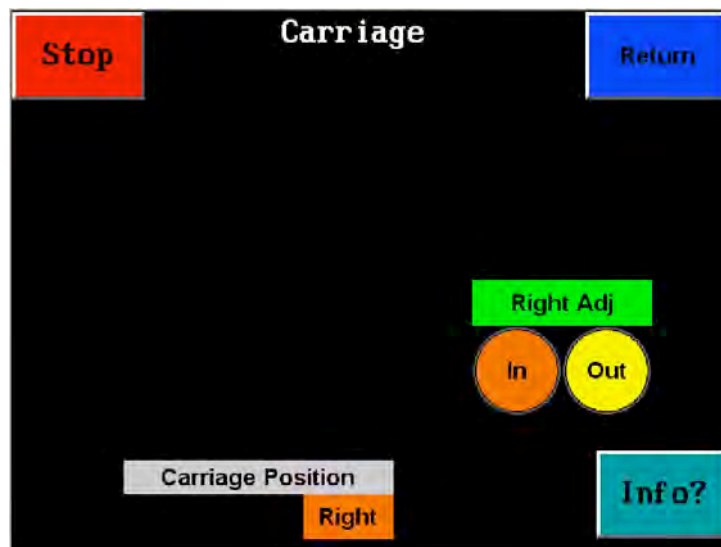 Stop
Carriage
Return
Right Adj
In
Out
Carriage Position
Right
Info?